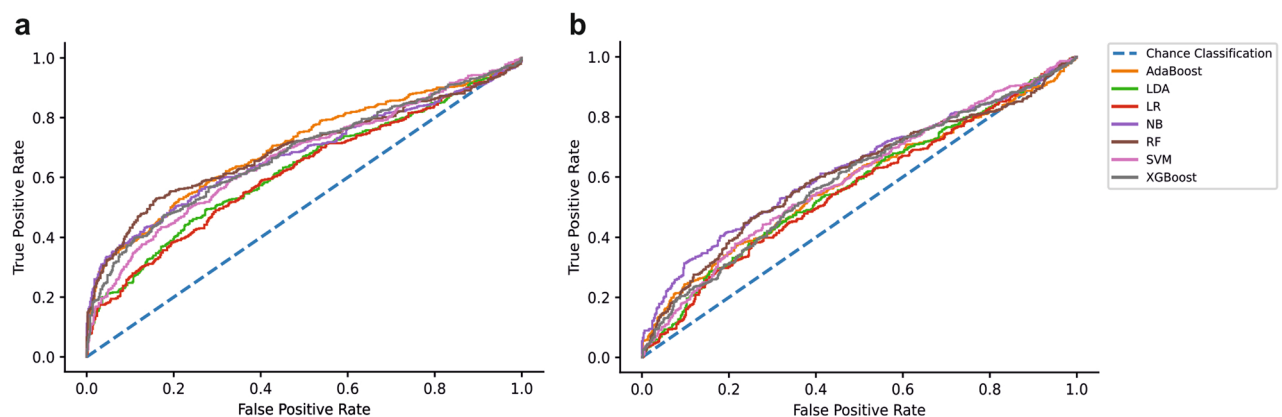 a
1.0
0.8
0.6
0.4
0.2
0.0
True Positive Rate
0.0 0.2 0.4 0.6 0.8 1.0
False Positive Rate
b
1.0
0.8
0.6
0.4
0.2
0.0
True Positive Rate
0.0 0.2 0.4 0.6 0.8 1.0
False Positive Rate
Chance Classification
AdaBoost
LDA
LR
NB
RF
SVM
XGBoost